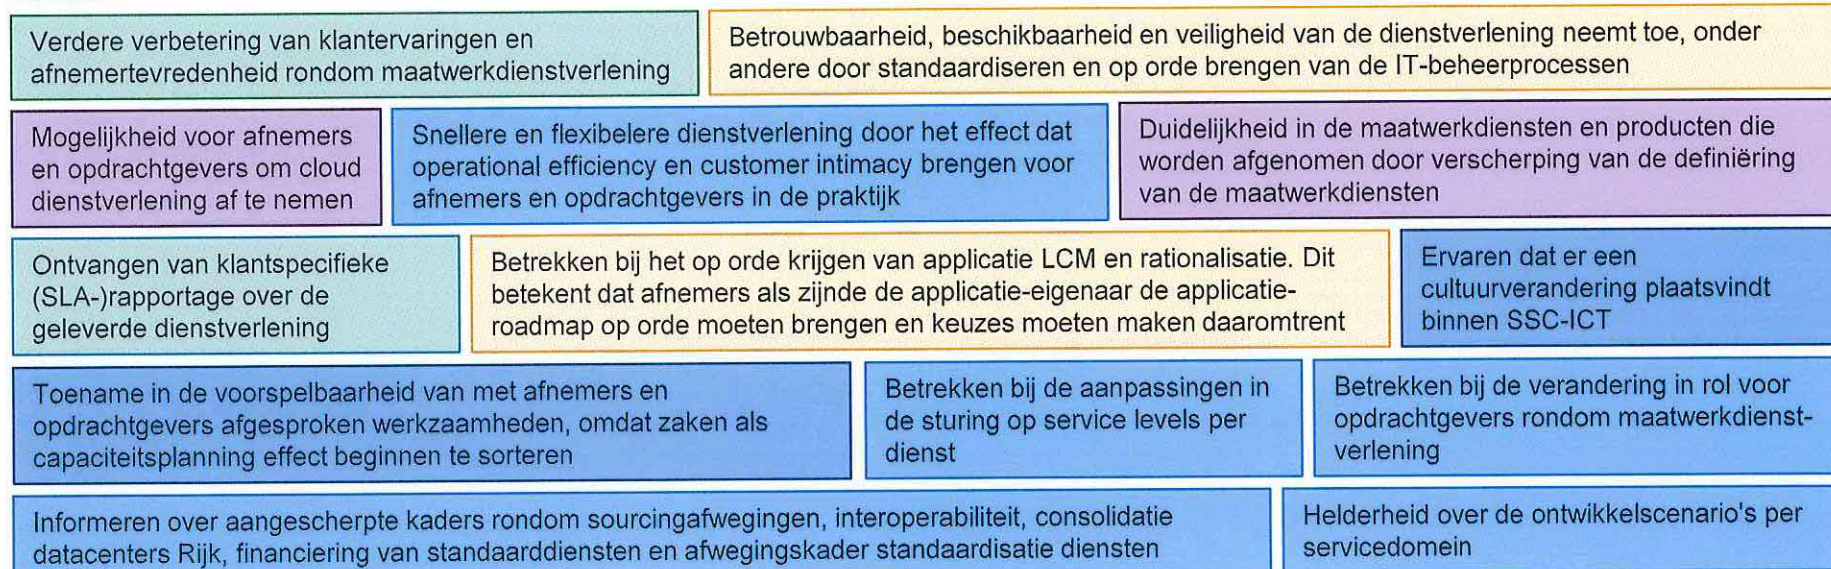 Verdere verbetering van klantervaringen en
afnemertevredenheid rondom maatwerkdienstverlening
Betrouwbaarheid, beschikbaarheid en veiligheid van de dienstverlening neemt toe, onder
andere door standaardiseren en op orde brengen van de IT-beheerprocessen
Mogelijkheid voor afnemers
en opdrachtgevers om cloud
dienstverlening af te nemen
Snellere en flexibelere dienstverlening door het effect dat
operational efficiency en customer intimacy brengen voor
afnemers en opdrachtgevers in de praktijk
Duidelijkheid in de maatwerkdiensten en producten die
worden afgenomen door verscherping van de definiëring
van de maatwerkdiensten
Ontvangen van klantspecifieke
(SLA-)rapportage over de
geleverde dienstverlening
Betrekken bij het op orde krijgen van applicatie LCM en rationalisatie. Dit
betekent dat afnemers als zijnde de applicatie-eigenaar de applicatie-
roadmap op orde moeten brengen en keuzes moeten maken daaromtrent
Ervaren dat er een
cultuurverandering plaatsvindt
binnen SSC-ICT
Toename in de voorspelbaarheid van met afnemers en
opdrachtgevers afgesproken werkzaamheden, omdat zaken als
capaciteitsplanning effect beginnen te sorteren
Betrekken bij de aanpassingen in
de sturing op service levels per
dienst
Betrekken bij de verandering in rol voor
opdrachtgevers rondom maatwerkdienst-
verlening
Informeren over aangescherpte kaders rondom sourcingafwegingen, interoperabiliteit, consolidatie
datacenters Rijk, financiering van standaarddiensten en afwegingskader standaardisatie diensten
Helderheid over de ontwikkelscenario's per
servicedomein